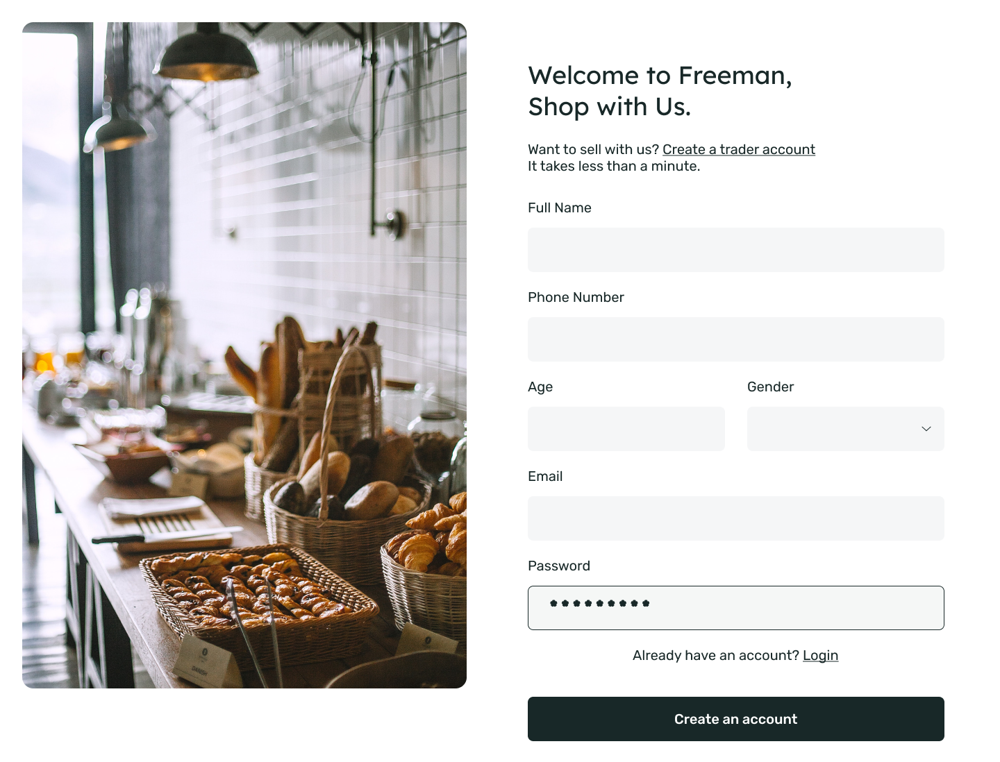 Welcome to Freeman,
Shop with Us.
Want to sell with us? Create a trader account
It takes less than a minute.
Full Name
Phone Number
Age
Gender
Email
Password
Already have an account? Login
Create an account
DANISH